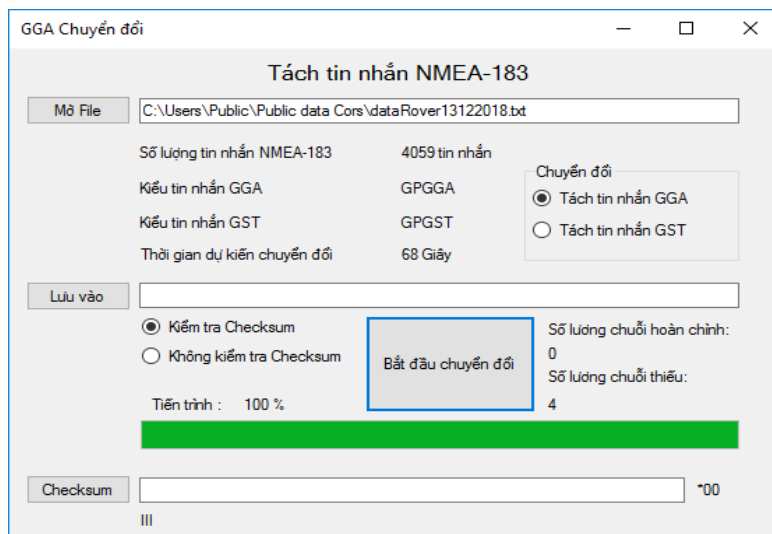 GGA Chuyển đổi
Tách tin nhắn NMEA-183
Mở File C:\Users\Public\Public data Cors\dataRover13122018.txt
Số lượng tin nhắn NMEA-183 4059 tin nhắn
Chuyển đổi
Kiểu tin nhắn GGA GPGGA Tách tin nhắn GGA
Kiểu tin nhắn GST GPGST Tách tin nhắn GST
Thời gian dự kiến chuyển đổi 68 Giây
Lưu vào
Kiểm tra Checksum
Không kiểm tra Checksum
Bắt đầu chuyển đổi
Số lương chuỗi hoàn chỉnh:
0
Số lương chuỗi thiếu:
4
Tiến trình : 100 %
Checksum *00
III